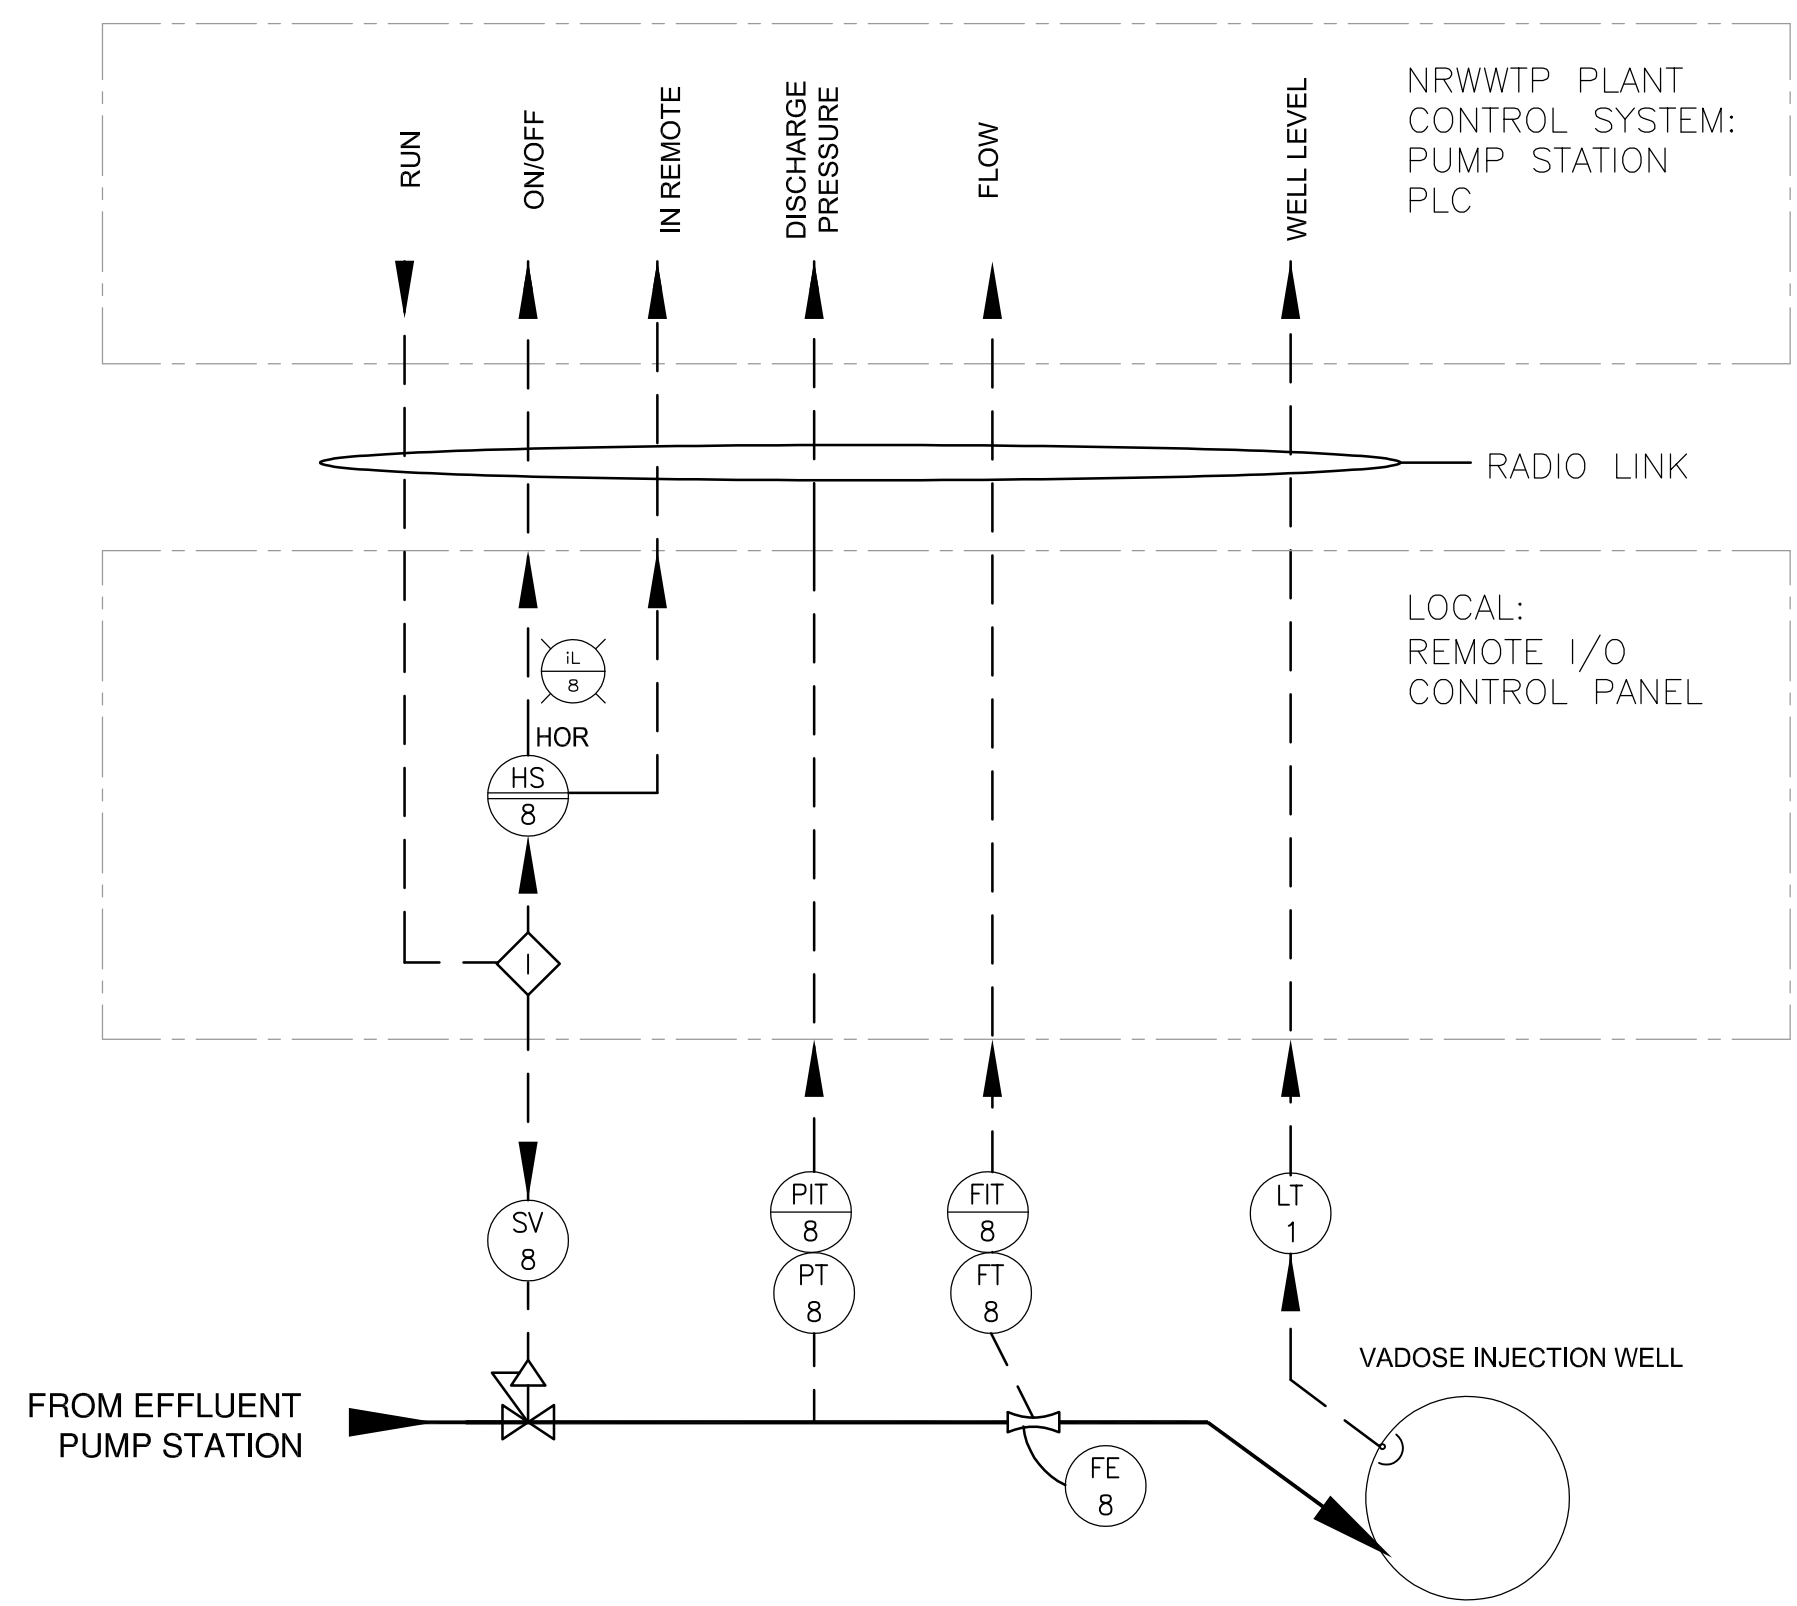 RUN
ON/OFF
IN REMOTE
DISCHARGE
PRESSURE
FLOW
WELL LEVEL
NRWWTP PLANT
CONTROL SYSTEM:
PUMP STATION
PLC
RADIO LINK
LOCAL:
REMOTE I/O
CONTROL PANEL
iL
8
HOR
HS
8
I
SV
8
PIT
8
PT
8
FIT
8
FT
8
LT
1
VADOSE INJECTION WELL
FROM EFFLUENT
PUMP STATION
FE
8